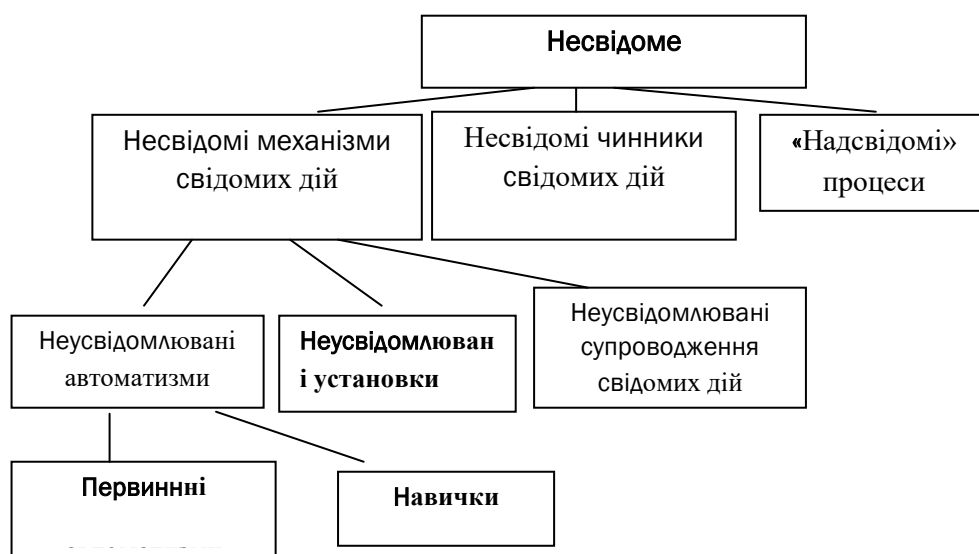 Несвідоме
Несвідомі механізми
свідомих дій
Несвідомі чинники
свідомих дій
«Надсвідомі»
процеси
Неусвідомлювані
автоматизми
Неусвідомлюван
і установки
Неусвідомлювані
супроводження
свідомих дій
Первиннні
Навички